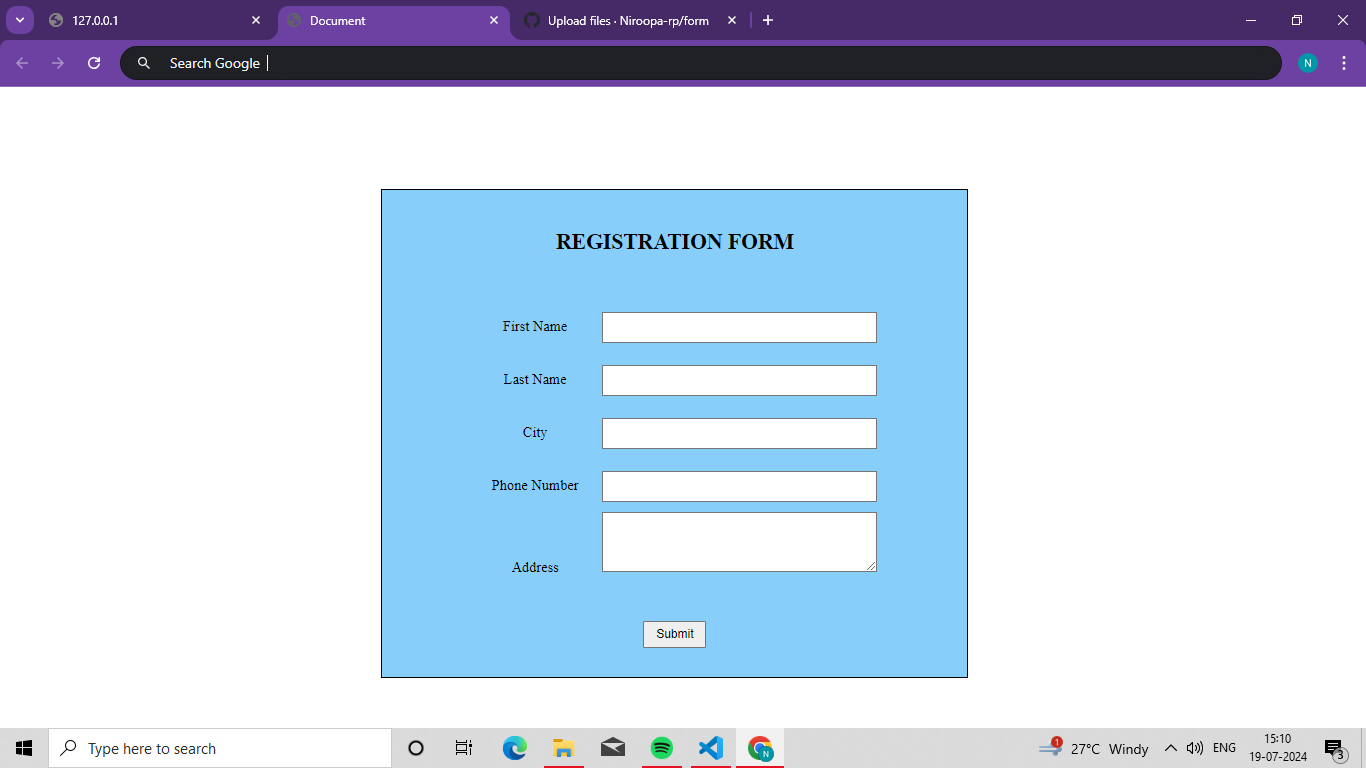 127.0.0.1
Document
Upload files · Niroopa-rp/form
Search Google
N
REGISTRATION FORM
First Name
Last Name
City
Phone Number
Address
Submit
Type here to search
N
1
27°C Windy
ENG
15:10
19-07-2024
3